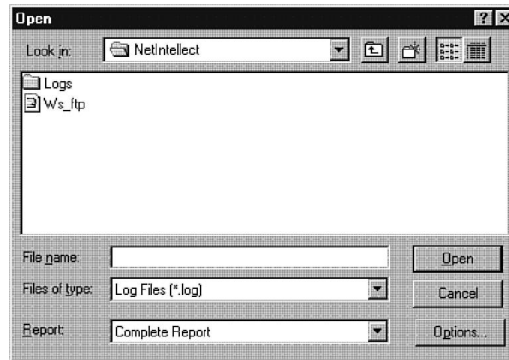 Open
Look in: NetIntellect
Logs
Ws_ftp
File name: Open
Files of type: Log Files (*.log) Cancel
Report: Complete Report Options...